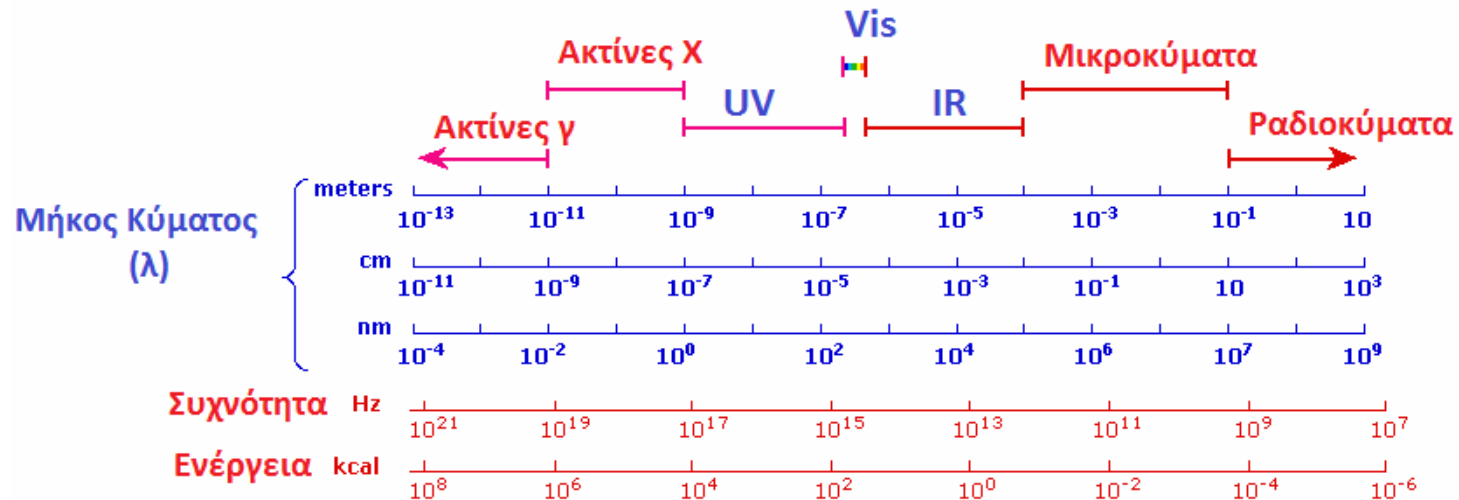 Vis
Ακτίνες Χ
Μικροκύματα
UV
IR
Ακτίνες γ
Ραδιοκύματα
Μήκος Κύματος
(λ)
meters
10⁻¹³ 10⁻¹¹ 10⁻⁹ 10⁻⁷ 10⁻⁵ 10⁻³ 10⁻¹ 10
cm
10⁻¹¹ 10⁻⁹ 10⁻⁷ 10⁻⁵ 10⁻³ 10⁻¹ 10 10³
nm
10⁻⁴ 10⁻² 10⁰ 10² 10⁴ 10⁶ 10⁷ 10⁹
Συχνότητα Hz
10²¹ 10¹⁹ 10¹⁷ 10¹⁵ 10¹³ 10¹¹ 10⁹ 10⁷
Ενέργεια kcal
10⁸ 10⁶ 10⁴ 10² 10⁰ 10⁻² 10⁻⁴ 10⁻⁶